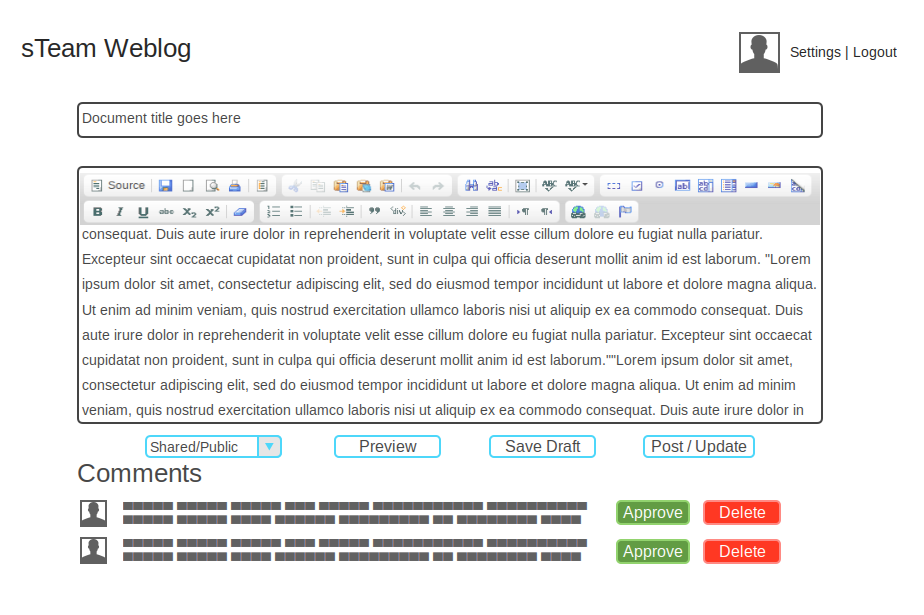 sTeam Weblog
Settings | Logout
Document title goes here
Source
B I U abc X₂ X²
consequat. Duis aute irure dolor in reprehenderit in voluptate velit esse cillum dolore eu fugiat nulla pariatur.
Excepteur sint occaecat cupidatat non proident, sunt in culpa qui officia deserunt mollit anim id est laborum. "Lorem
ipsum dolor sit amet, consectetur adipiscing elit, sed do eiusmod tempor incididunt ut labore et dolore magna aliqua.
Ut enim ad minim veniam, quis nostrud exercitation ullamco laboris nisi ut aliquip ex ea commodo consequat. Duis
aute irure dolor in reprehenderit in voluptate velit esse cillum dolore eu fugiat nulla pariatur. Excepteur sint occaecat
cupidatat non proident, sunt in culpa qui officia deserunt mollit anim id est laborum.""Lorem ipsum dolor sit amet,
consectetur adipiscing elit, sed do eiusmod tempor incididunt ut labore et dolore magna aliqua. Ut enim ad minim
veniam, quis nostrud exercitation ullamco laboris nisi ut aliquip ex ea commodo consequat. Duis aute irure dolor in
Shared/Public Preview Save Draft Post / Update
Comments
Approve Delete
Approve Delete